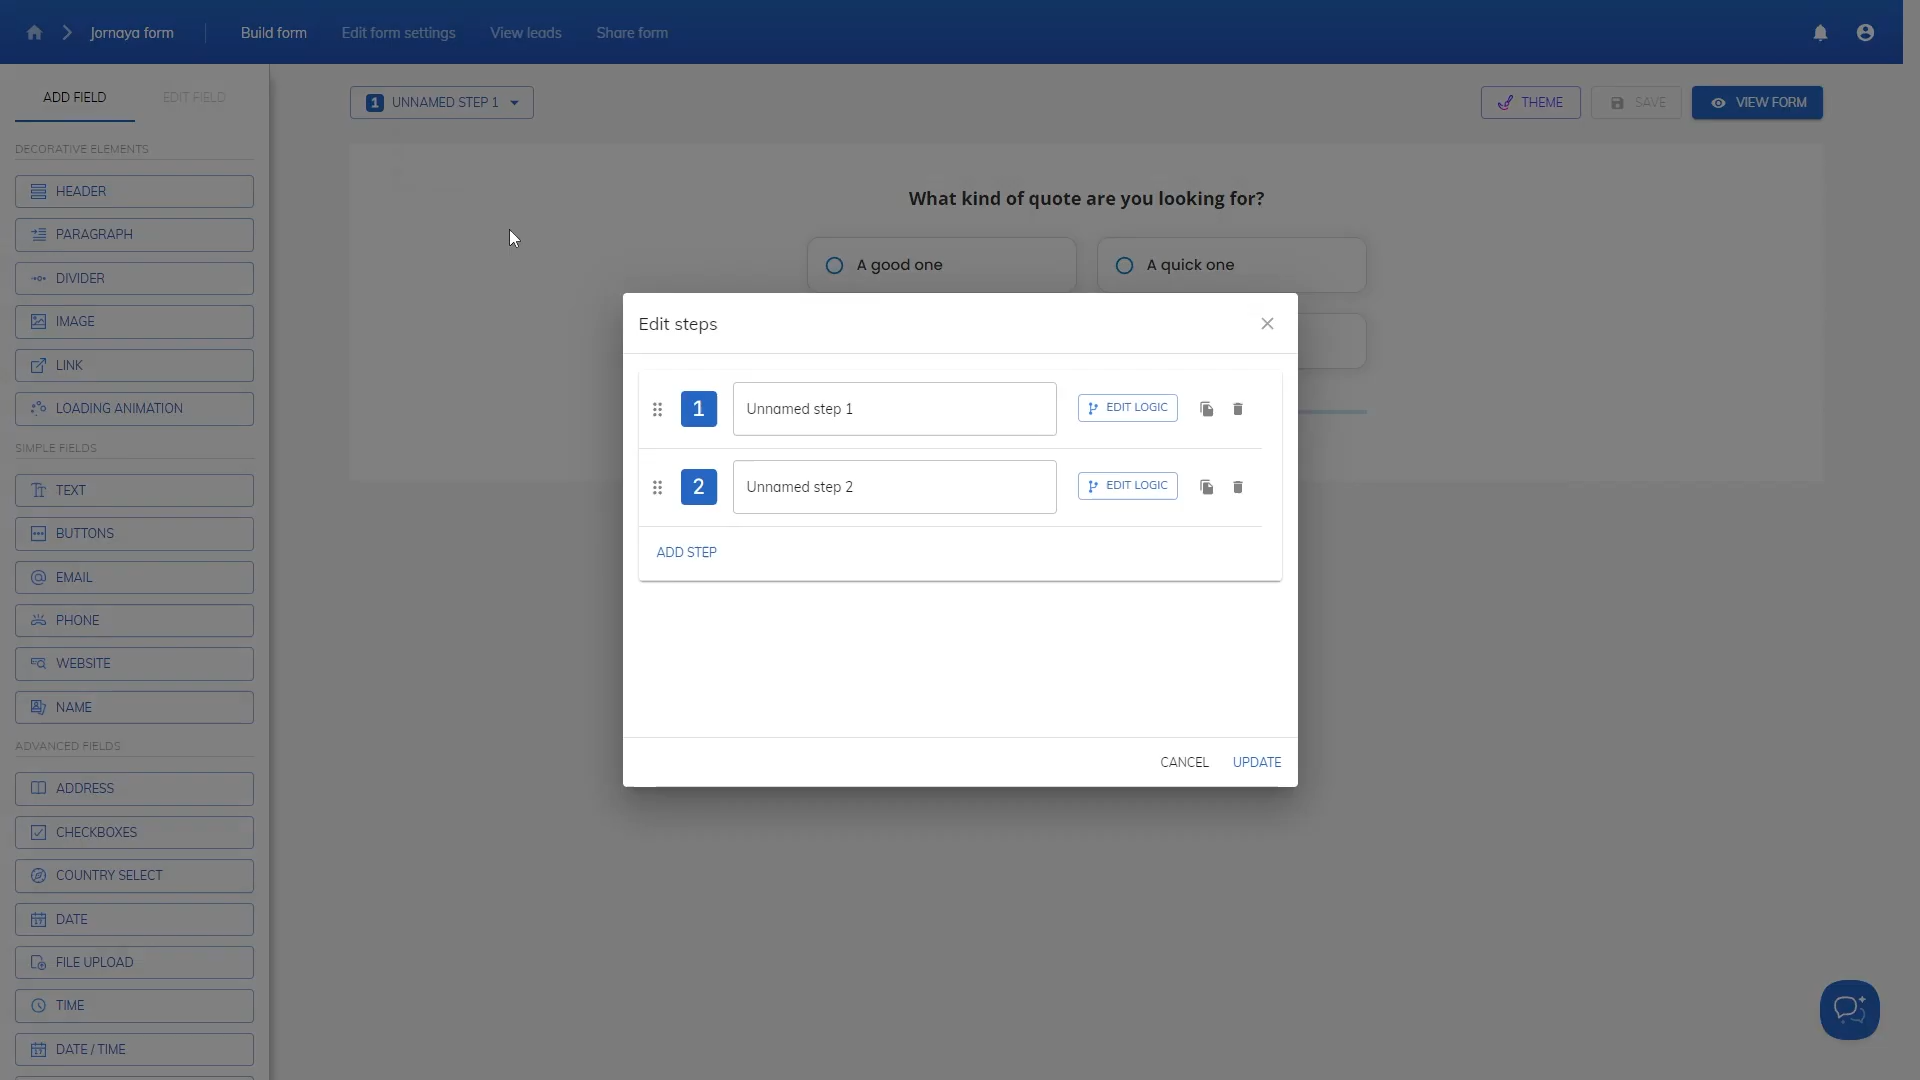 Jornaya form
Build form
Edit form settings
View leads
Share form
ADD FIELD
EDIT FIELD
1 UNNAMED STEP 1
THEME
SAVE
VIEW FORM
DECORATIVE ELEMENTS
HEADER
PARAGRAPH
DIVIDER
IMAGE
LINK
LOADING ANIMATION
SIMPLE FIELDS
TEXT
BUTTONS
EMAIL
PHONE
WEBSITE
NAME
ADVANCED FIELDS
ADDRESS
CHECKBOXES
COUNTRY SELECT
DATE
FILE UPLOAD
TIME
DATE / TIME
What kind of quote are you looking for?
A good one
A quick one
Edit steps
1 Unnamed step 1 EDIT LOGIC
2 Unnamed step 2 EDIT LOGIC
ADD STEP
CANCEL UPDATE